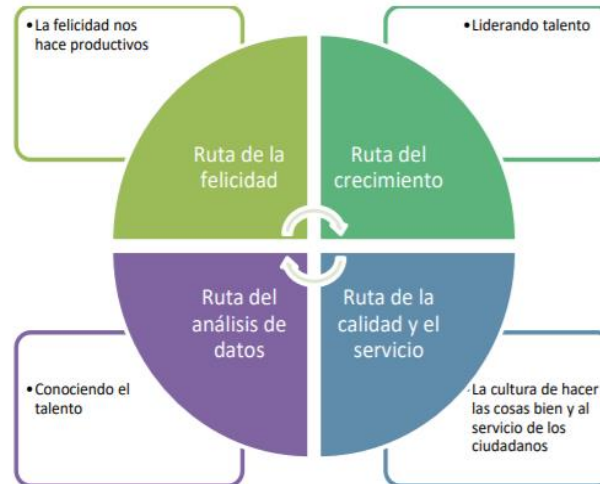 •La felicidad nos
hace productivos
•Liderando talento
Ruta de la
felicidad
Ruta del
crecimiento
Ruta del
análisis de
datos
Ruta de la
calidad y el
servicio
•Conociendo el
talento
•La cultura de hacer
las cosas bien y al
servicio de los
ciudadanos